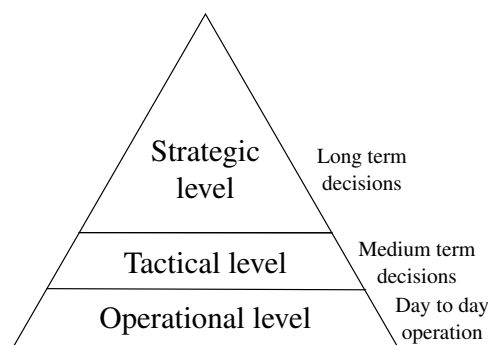 Strategic
level
Long term
decisions
Tactical level
Medium term
decisions
Operational level
Day to day
operation